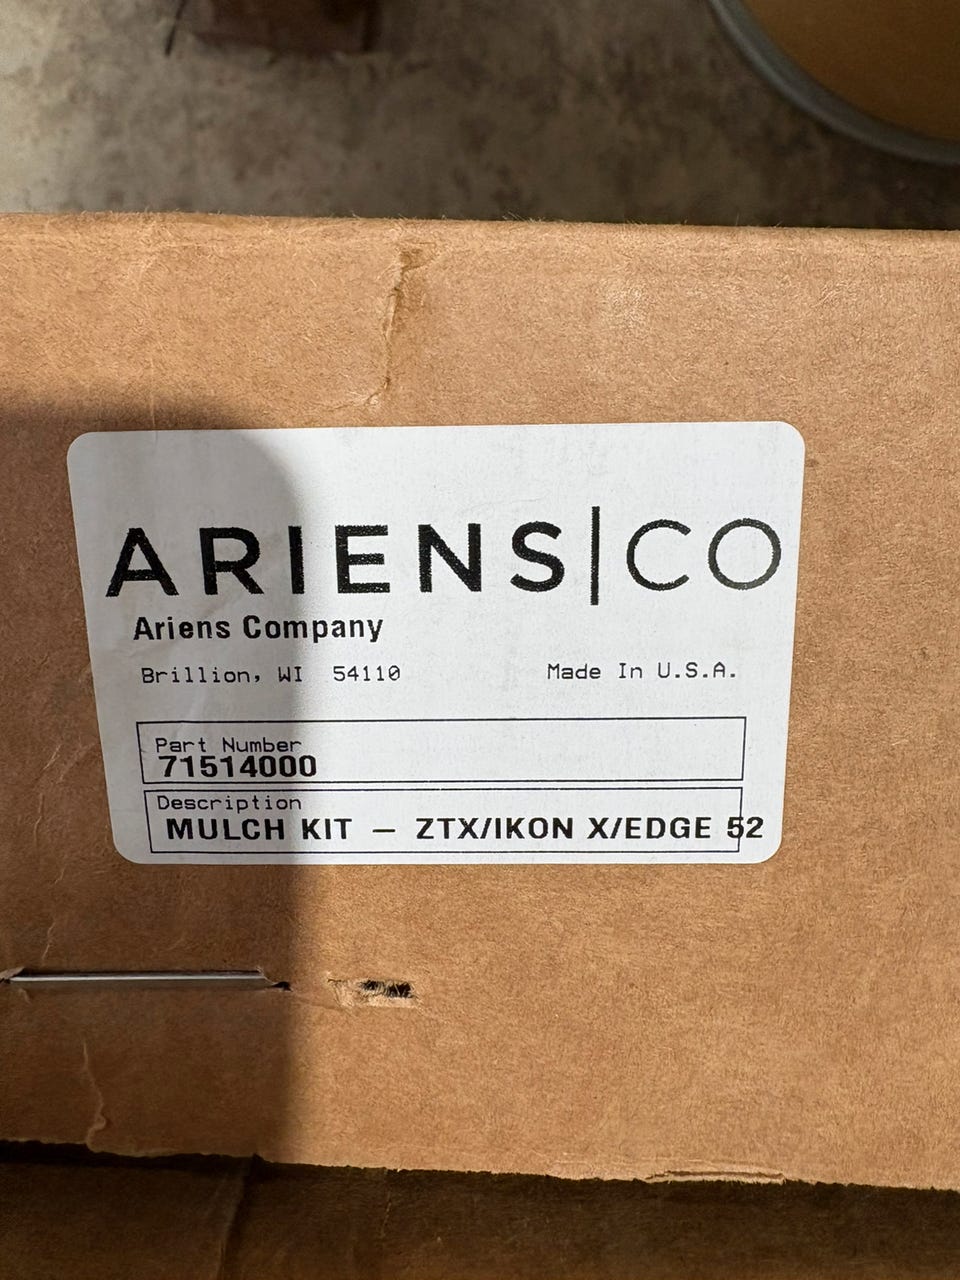 ARIENS|CO
Ariens Company
Brillion, WI 54110 Made In U.S.A.
Part Number
71514000
Description
MULCH KIT – ZTX/IKON X/EDGE 52